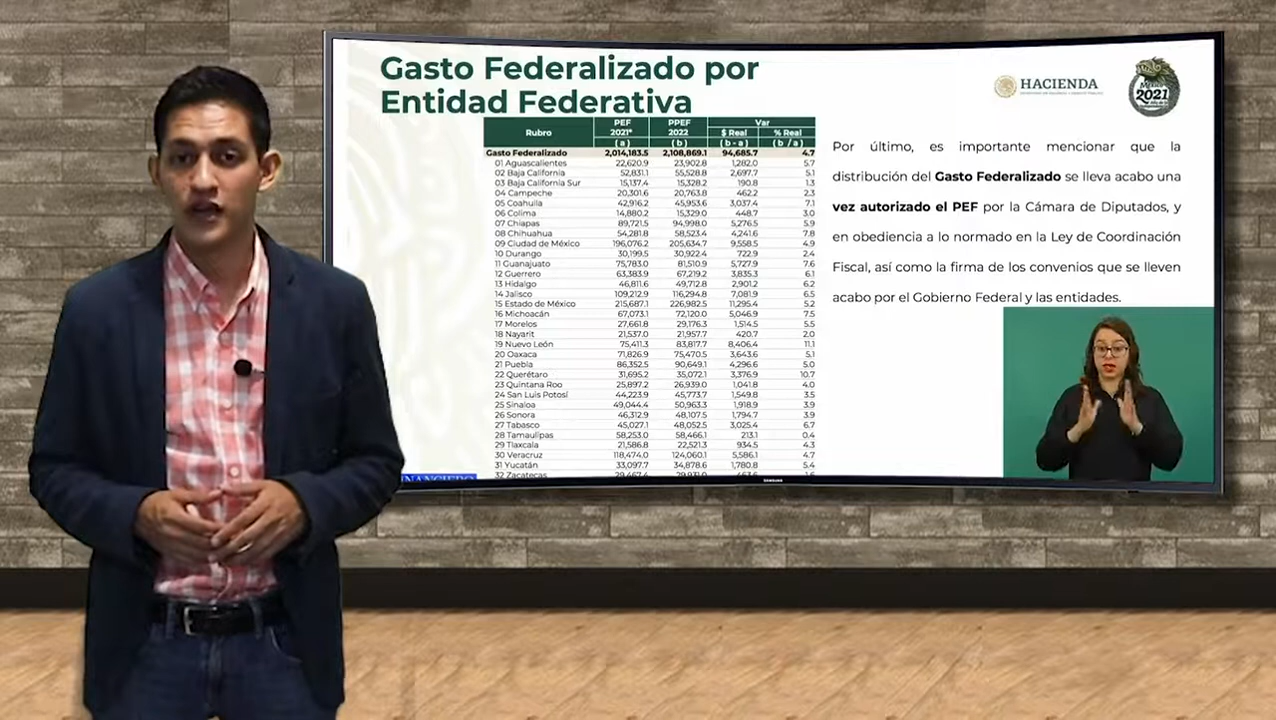 Gasto Federalizado por
Entidad Federativa
HACIENDA
México
2021
Rubro PEF 2021* (a) PPEF 2022 (b) Var $ Real (b - a) % Real (b / a)
Gasto Federalizado 2,014,183.5 2,108,869.1 94,685.7 4.7
01 Aguascalientes 22,620.9 23,902.8 1,282.0 5.7
02 Baja California 52,831.1 55,528.8 2,697.7 5.1
03 Baja California Sur 15,137.4 15,328.2 190.8 1.3
04 Campeche 20,301.6 20,763.8 462.2 2.3
05 Coahuila 42,916.2 45,953.6 3,037.4 7.1
06 Colima 14,880.2 15,329.0 448.7 3.0
07 Chiapas 89,721.5 94,998.0 5,276.5 5.9
08 Chihuahua 54,281.8 58,523.4 4,241.6 7.8
09 Ciudad de México 196,076.2 205,634.7 9,558.5 4.9
10 Durango 30,199.5 30,922.4 722.9 2.4
11 Guanajuato 75,783.0 81,510.9 5,727.9 7.6
12 Guerrero 63,383.9 67,219.2 3,835.3 6.1
13 Hidalgo 46,811.6 49,712.8 2,901.2 6.2
14 Jalisco 109,212.9 116,294.8 7,081.9 6.5
15 Estado de México 215,687.1 226,982.5 11,295.4 5.2
16 Michoacán 67,073.1 72,120.0 5,046.9 7.5
17 Morelos 27,661.8 29,176.3 1,514.5 5.5
18 Nayarit 21,537.0 21,957.7 420.7 2.0
19 Nuevo León 75,411.3 83,817.7 8,406.4 11.1
20 Oaxaca 71,826.9 75,470.5 3,643.6 5.1
21 Puebla 86,352.5 90,649.1 4,296.6 5.0
22 Querétaro 31,695.2 35,072.1 3,376.9 10.7
23 Quintana Roo 25,897.2 26,939.0 1,041.8 4.0
24 San Luis Potosí 44,223.9 45,773.7 1,549.8 3.5
25 Sinaloa 49,044.4 50,963.3 1,918.9 3.9
26 Sonora 46,312.9 48,107.5 1,794.7 3.9
27 Tabasco 45,027.1 48,052.5 3,025.4 6.7
28 Tamaulipas 58,253.0 58,466.1 213.1 0.4
29 Tlaxcala 21,586.8 22,521.3 934.5 4.3
30 Veracruz 118,474.0 124,060.1 5,586.1 4.7
31 Yucatán 33,097.7 34,878.6 1,780.8 5.4
32 Zacatecas
Por último, es importante mencionar que la
distribución del Gasto Federalizado se lleva acabo una
vez autorizado el PEF por la Cámara de Diputados, y
en obediencia a lo normado en la Ley de Coordinación
Fiscal, así como la firma de los convenios que se lleven
acabo por el Gobierno Federal y las entidades.
SAMSUNG